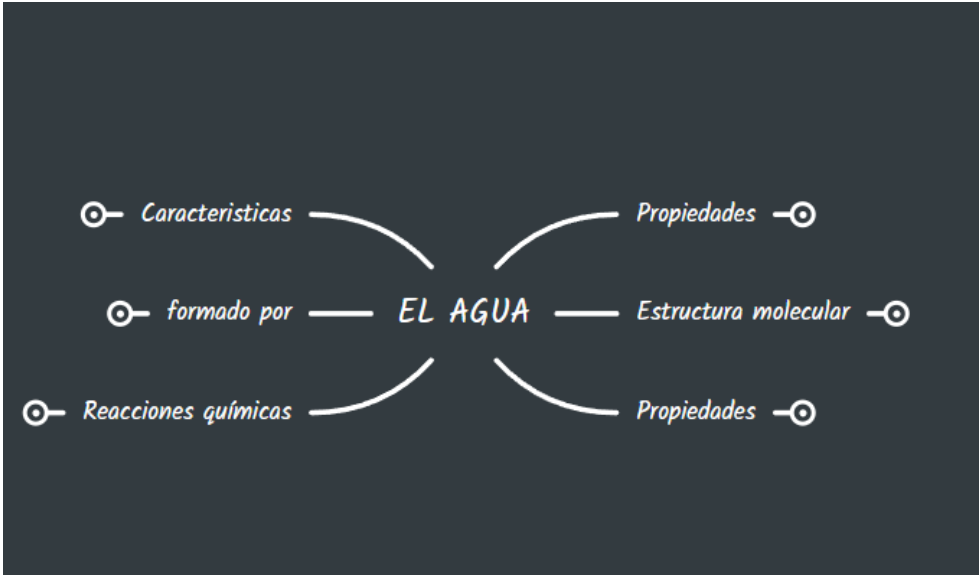 Caracteristicas
Propiedades
formado por
EL AGUA
Estructura molecular
Reacciones químicas
Propiedades